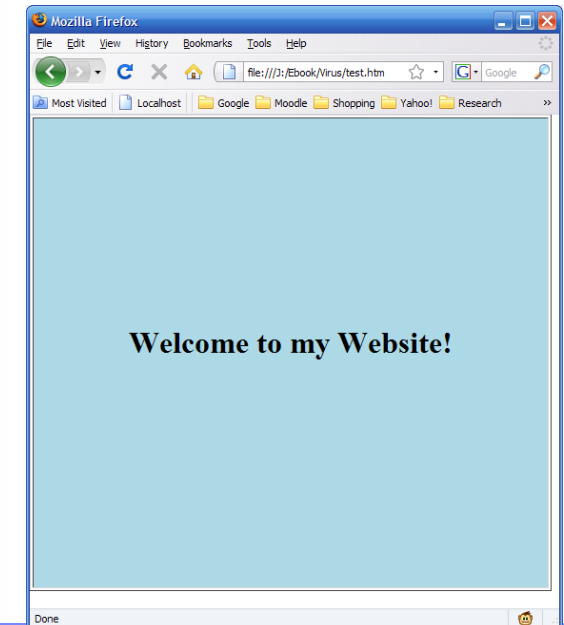 Mozilla Firefox
File Edit View History Bookmarks Tools Help
file:///J:/Ebook/Virus/test.htm G Google
Most Visited Localhost Google Moodle Shopping Yahoo! Research »
Welcome to my Website!
Done